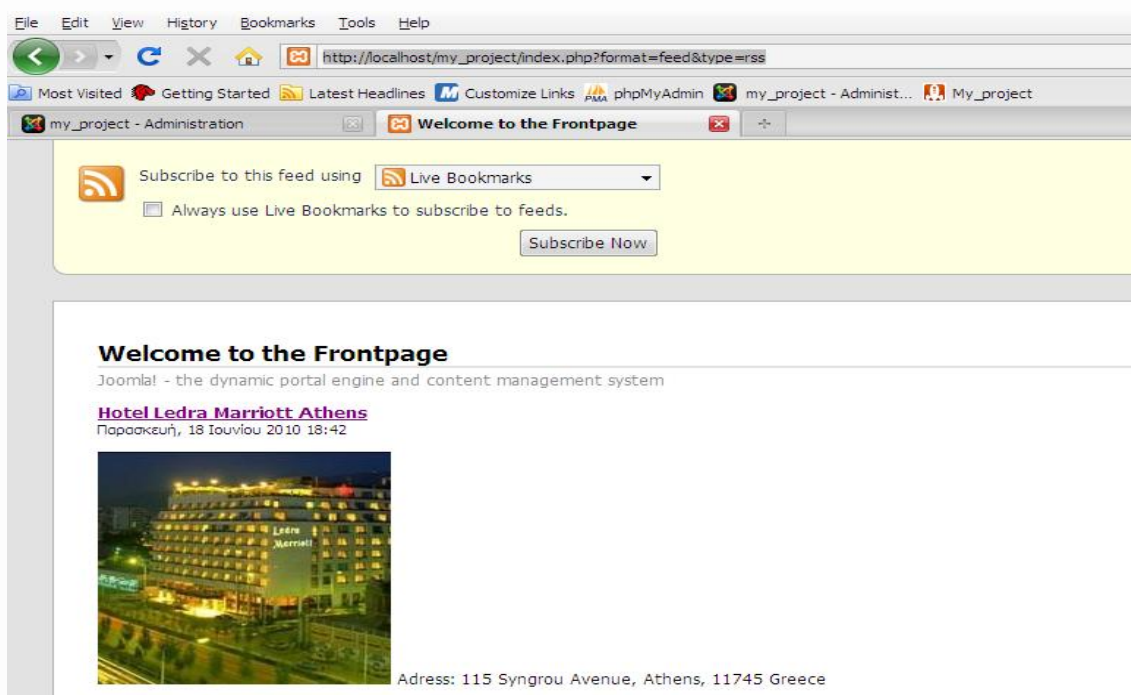 File Edit View History Bookmarks Tools Help
http://localhost/my_project/index.php?format=feed&type=rss
Most Visited Getting Started Latest Headlines Customize Links phpMyAdmin my_project - Administ... My_project
my_project - Administration Welcome to the Frontpage
Subscribe to this feed using Live Bookmarks
Always use Live Bookmarks to subscribe to feeds.
Subscribe Now
Welcome to the Frontpage
Joomla! - the dynamic portal engine and content management system
Hotel Ledra Marriott Athens
Παρασκευή, 18 Ιουνίου 2010 18:42
Ledra
Marriott
Adress: 115 Syngrou Avenue, Athens, 11745 Greece